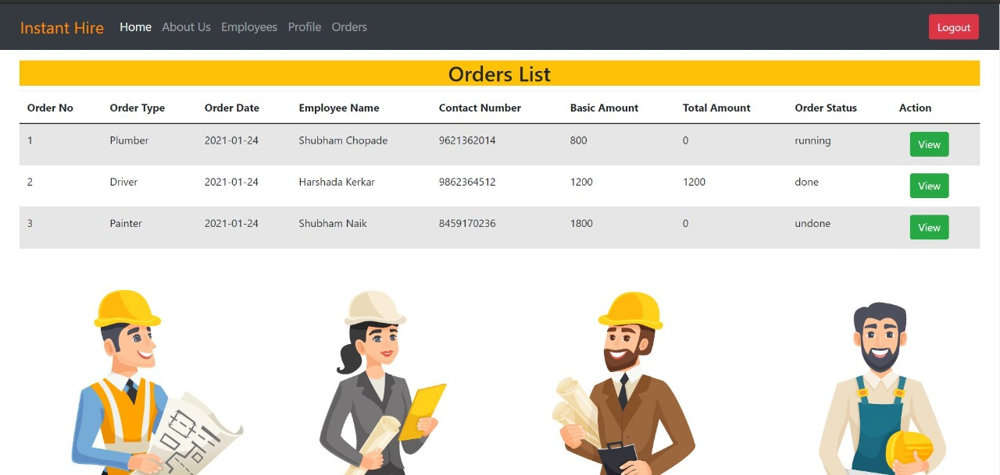 Instant Hire Home About Us Employees Profile Orders Logout
Orders List
Order No Order Type Order Date Employee Name Contact Number Basic Amount Total Amount Order Status Action
1 Plumber 2021-01-24 Shubham Chopade 9621362014 800 0 running View
2 Driver 2021-01-24 Harshada Kerkar 9862364512 1200 1200 done View
3 Painter 2021-01-24 Shubham Naik 8459170236 1800 0 undone View